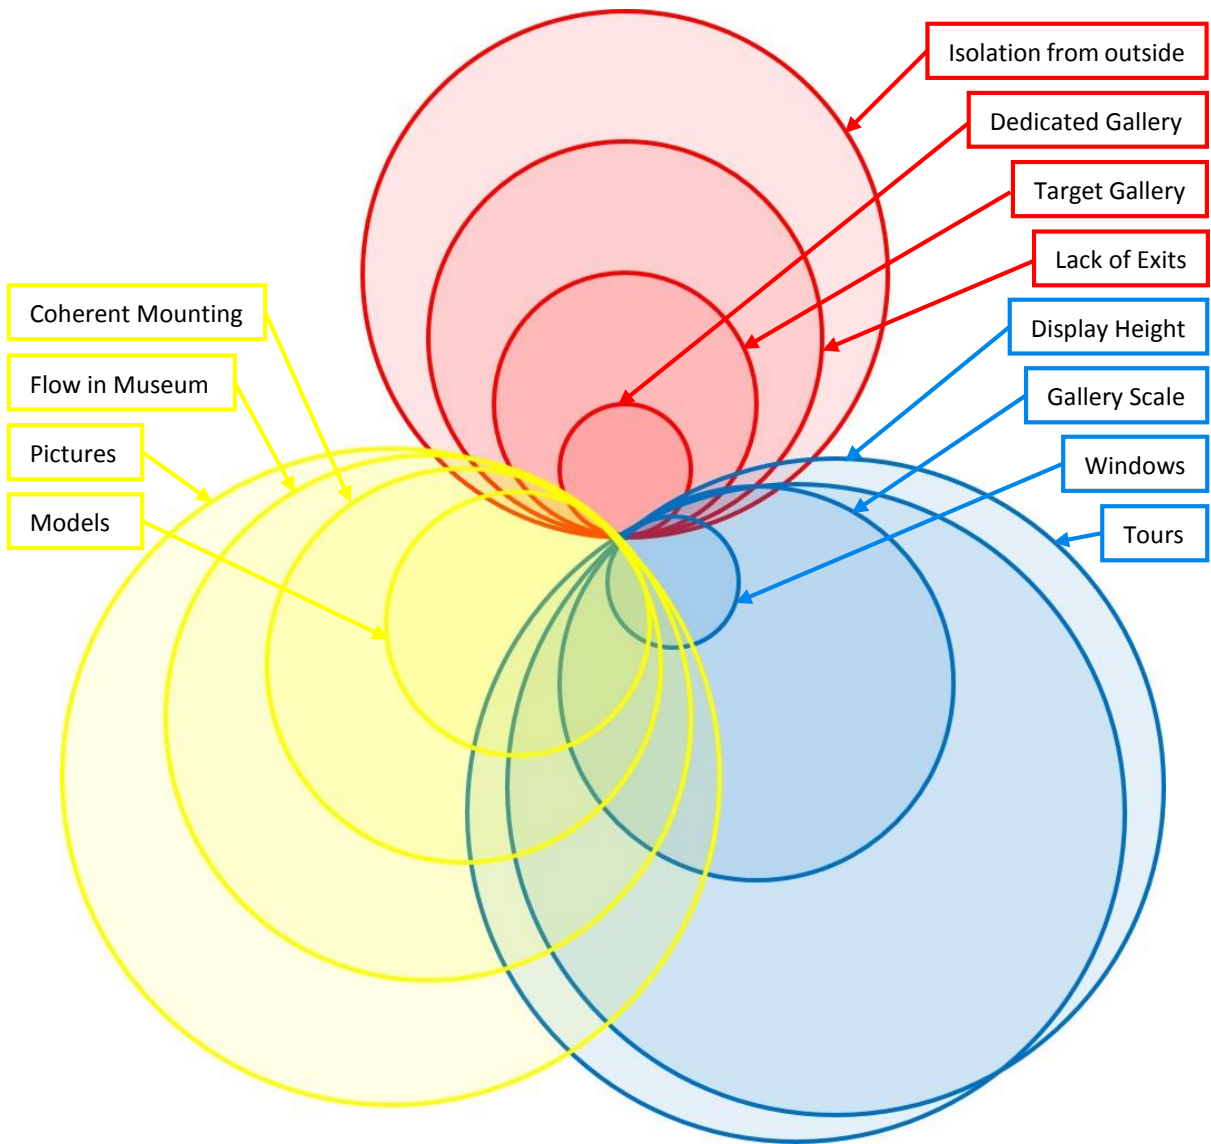 Isolation from outside
Dedicated Gallery
Target Gallery
Lack of Exits
Coherent Mounting
Flow in Museum
Pictures
Models
Display Height
Gallery Scale
Windows
Tours